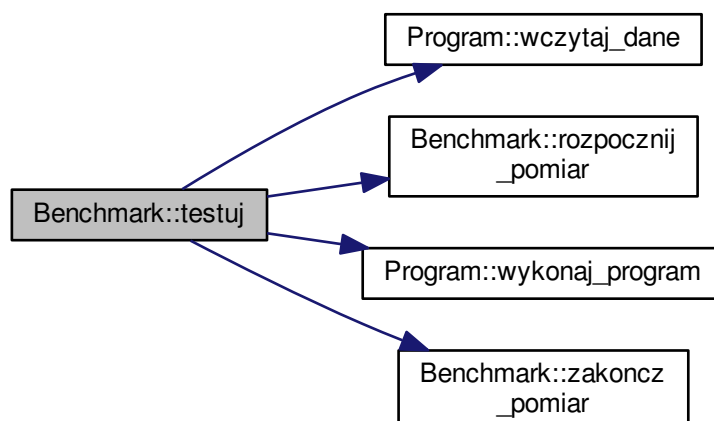 Program::wczytaj_dane
Benchmark::rozpocznij
_pomiar
Benchmark::testuj
Program::wykonaj_program
Benchmark::zakoncz
_pomiar